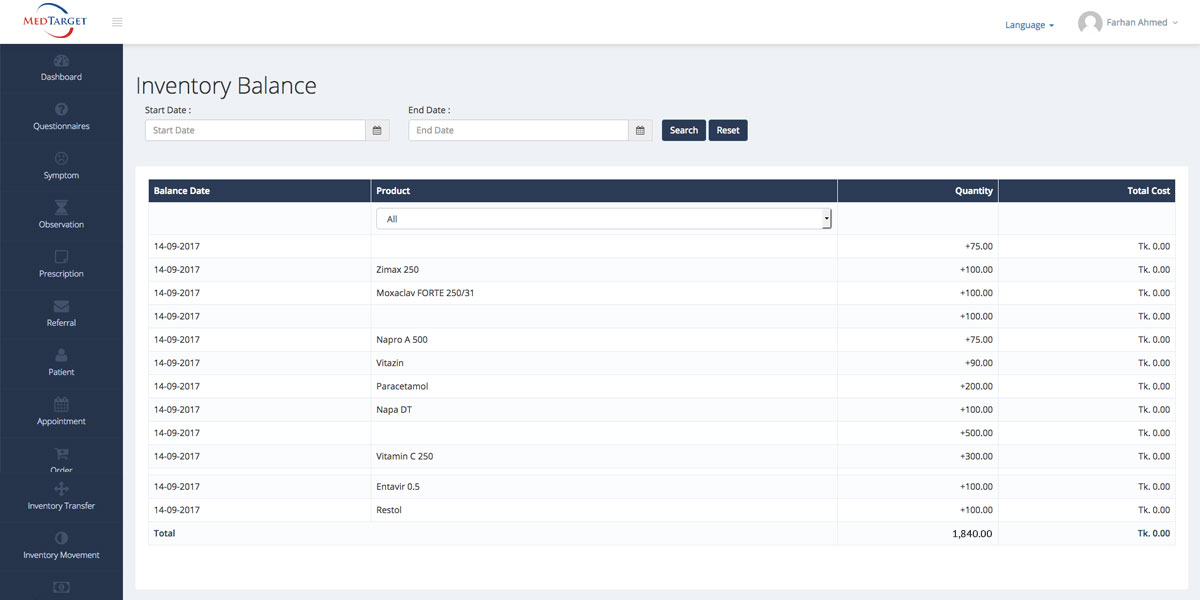 MEDTARGET
Language
Farhan Ahmed
Dashboard
Questionnaires
Symptom
Observation
Prescription
Referral
Patient
Appointment
Order
Inventory Transfer
Inventory Movement
Inventory Balance
Start Date :
End Date :
Start Date
End Date
Search
Reset
Balance Date Product Quantity Total Cost
All
14-09-2017 +75.00 Tk. 0.00
14-09-2017 Zimax 250 +100.00 Tk. 0.00
14-09-2017 Moxaclav FORTE 250/31 +100.00 Tk. 0.00
14-09-2017 +100.00 Tk. 0.00
14-09-2017 Napro A 500 +75.00 Tk. 0.00
14-09-2017 Vitazin +90.00 Tk. 0.00
14-09-2017 Paracetamol +200.00 Tk. 0.00
14-09-2017 Napa DT +100.00 Tk. 0.00
14-09-2017 +500.00 Tk. 0.00
14-09-2017 Vitamin C 250 +300.00 Tk. 0.00
14-09-2017 Entavir 0.5 +100.00 Tk. 0.00
14-09-2017 Restol +100.00 Tk. 0.00
Total 1,840.00 Tk. 0.00